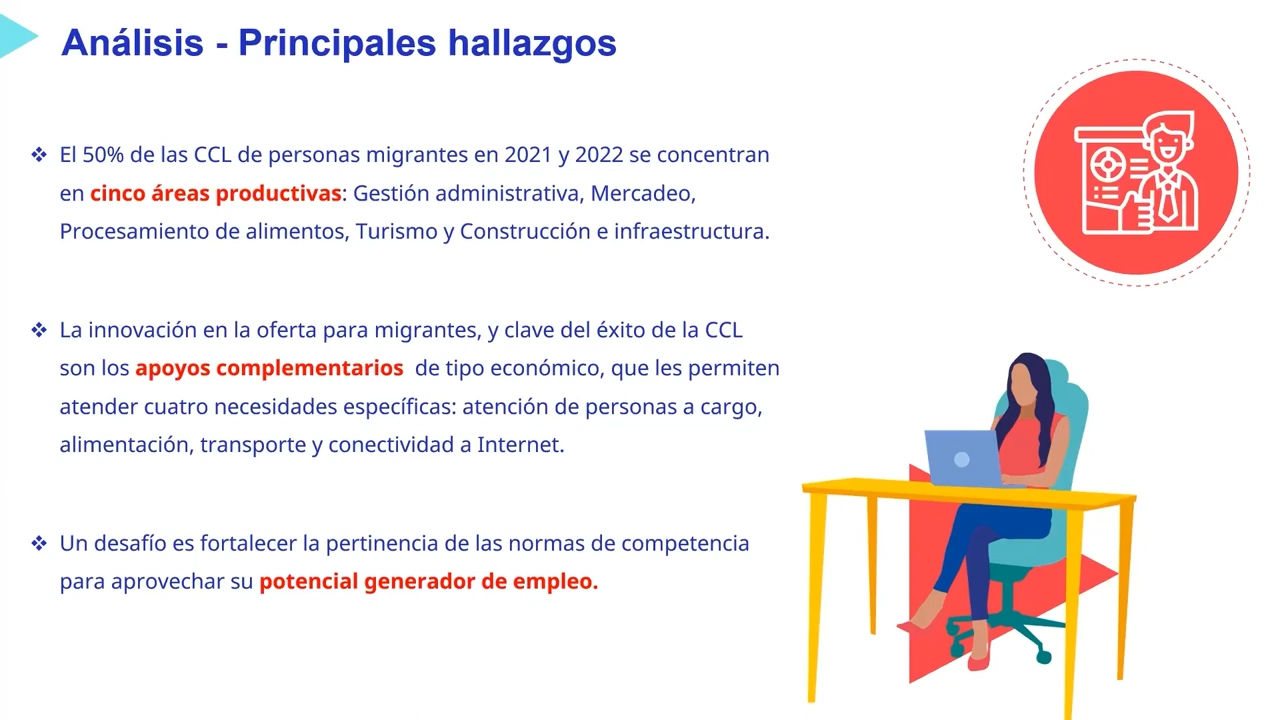 Análisis - Principales hallazgos
❖ El 50% de las CCL de personas migrantes en 2021 y 2022 se concentran
en cinco áreas productivas: Gestión administrativa, Mercadeo,
Procesamiento de alimentos, Turismo y Construcción e infraestructura.
❖ La innovación en la oferta para migrantes, y clave del éxito de la CCL
son los apoyos complementarios de tipo económico, que les permiten
atender cuatro necesidades específicas: atención de personas a cargo,
alimentación, transporte y conectividad a Internet.
❖ Un desafío es fortalecer la pertinencia de las normas de competencia
para aprovechar su potencial generador de empleo.